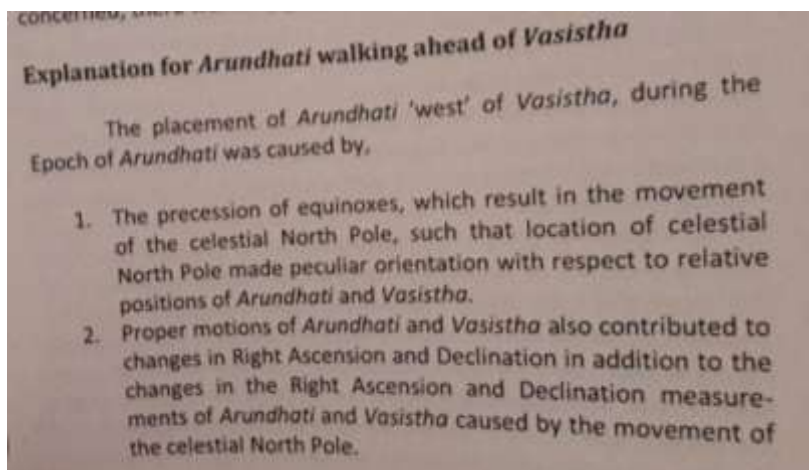 concerned, there
Explanation for Arundhati walking ahead of Vasistha
The placement of Arundhati ‘west’ of Vasistha, during the
Epoch of Arundhati was caused by,
1. The precession of equinoxes, which result in the movement
of the celestial North Pole, such that location of celestial
North Pole made peculiar orientation with respect to relative
positions of Arundhati and Vasistha.
2. Proper motions of Arundhati and Vasistha also contributed to
changes in Right Ascension and Declination in addition to the
changes in the Right Ascension and Declination measure-
ments of Arundhati and Vasistha caused by the movement of
the celestial North Pole.